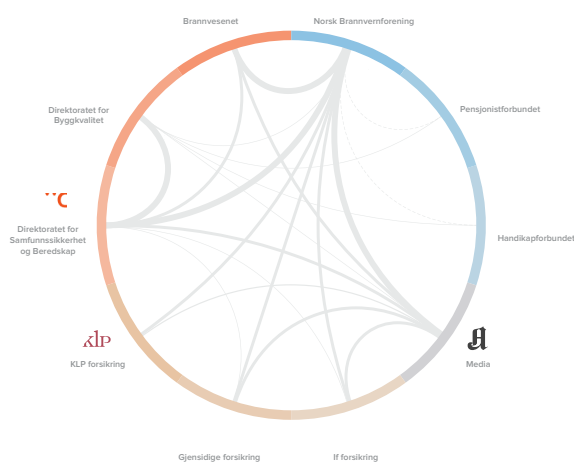 Brannvesenet
Norsk Brannvernforening
Direktoratet for
Byggkvalitet
Pensjonistforbundet
Direktoratet for
Samfunnssikkerhet
og Beredskap
Handikapforbundet
KLP
KLP forsikring
Media
Gjensidige forsikring
If forsikring